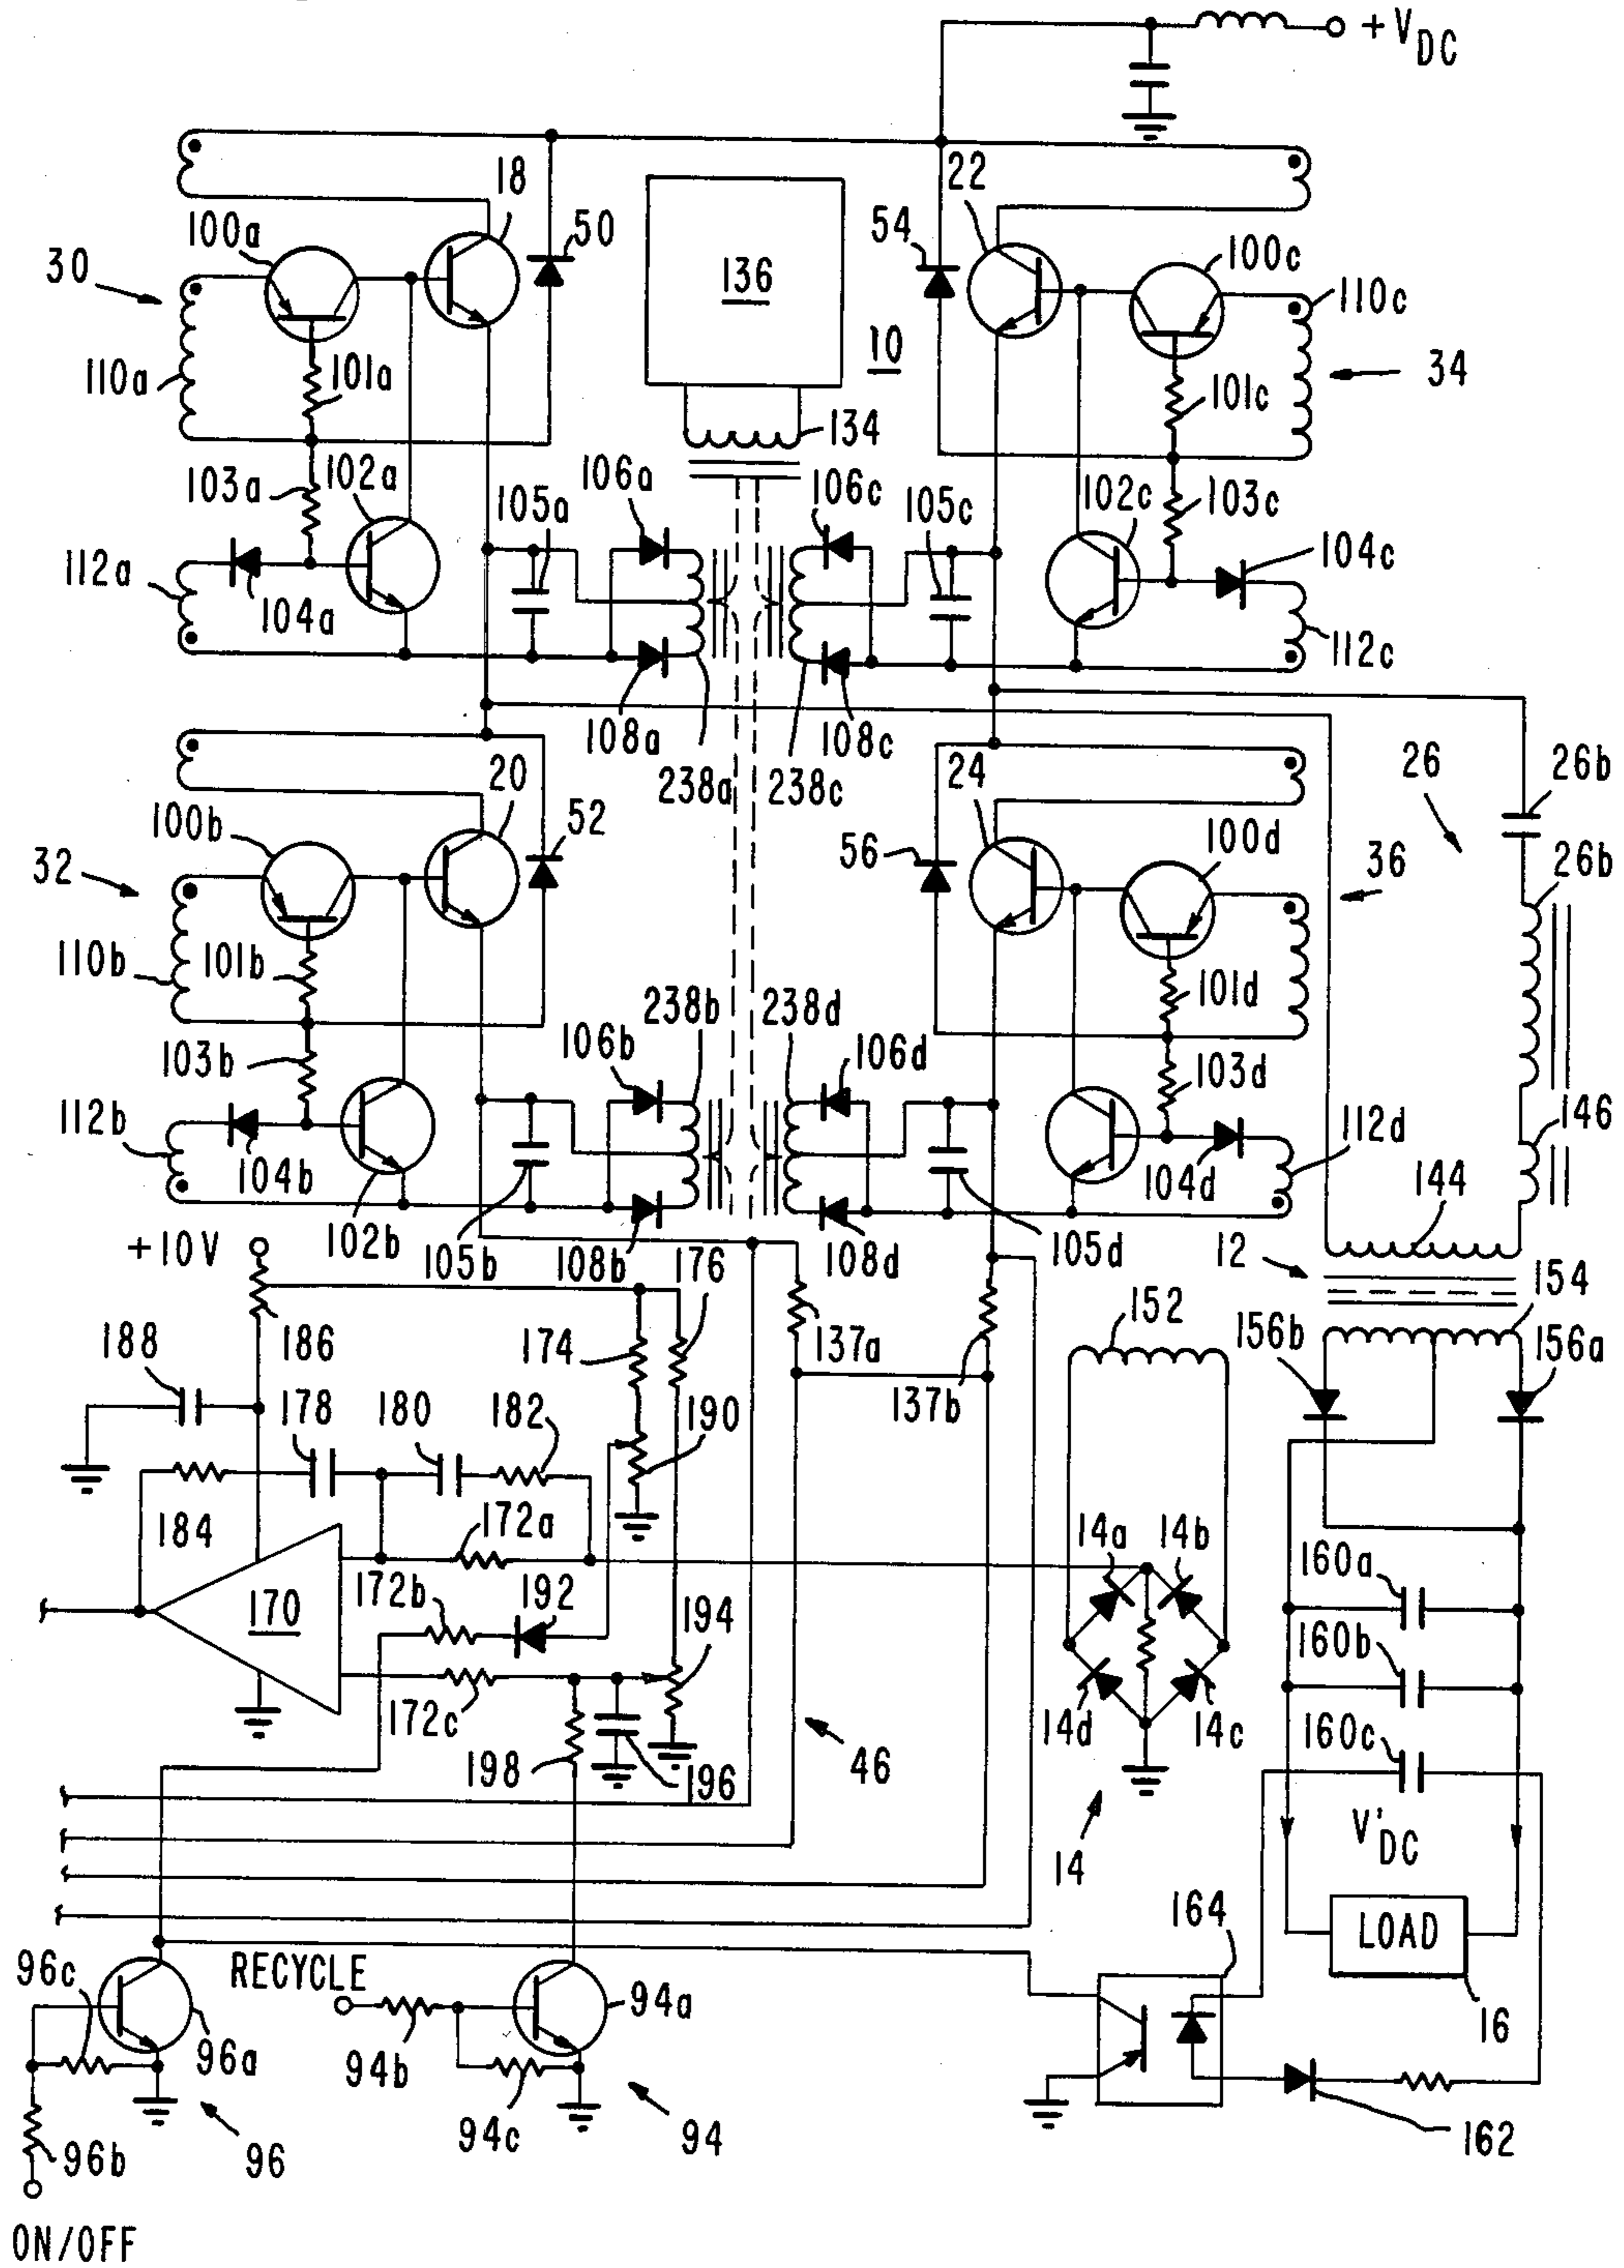 +VDC
18
22
50
54
100a
100c
30
136
110c
10
110a
101a
34
101c
134
102a
106a
106c
102c
103a
105a
105c
103c
104c
112a
104a
112c
108a
108c
238a
238c
20
24
26
26b
100b
52
56
100d
36
32
26b
110b
101b
101d
238b
238d
106b
106d
103b
103d
112b
112d
146
104b
104d
144
+10V
102b
105b
108b
176
108d
105d
12
154
152
186
156b
156a
188
174
137a
178
180
182
190
137b
184
172a
14a
14b
160a
172b
192
170
194
160b
172c
14d
14c
160c
198
196
46
V'DC
14
164
LOAD
96c
RECYCLE
94a
96a
94b
16
94c
94
96b
96
162
ON/OFF